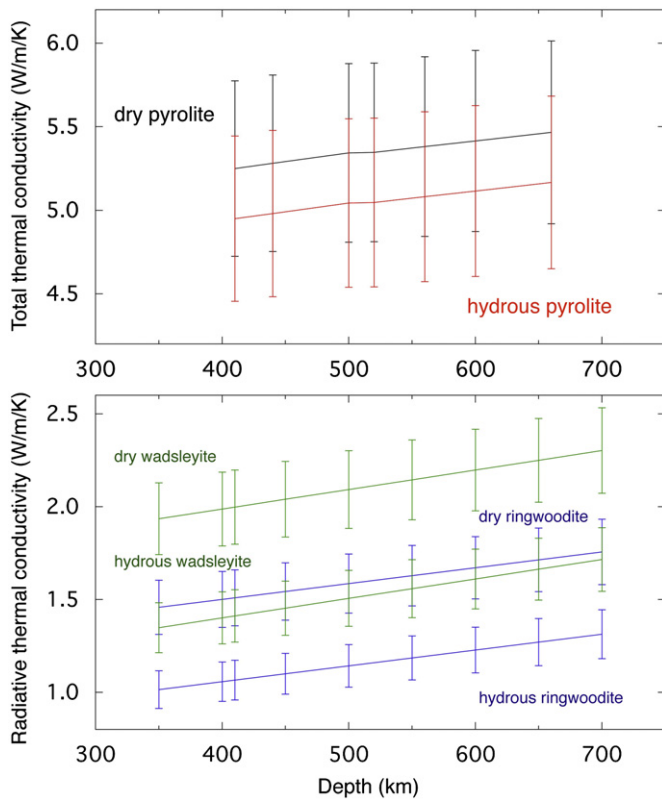 Total thermal conductivity (W/m/K)
6.0
5.5
5.0
4.5
dry pyrolite
hydrous pyrolite
300 400 500 600 700
Radiative thermal conductivity (W/m/K)
2.5
2.0
1.5
1.0
dry wadsleyite
dry ringwoodite
hydrous wadsleyite
hydrous ringwoodite
300 400 500 600 700
Depth (km)